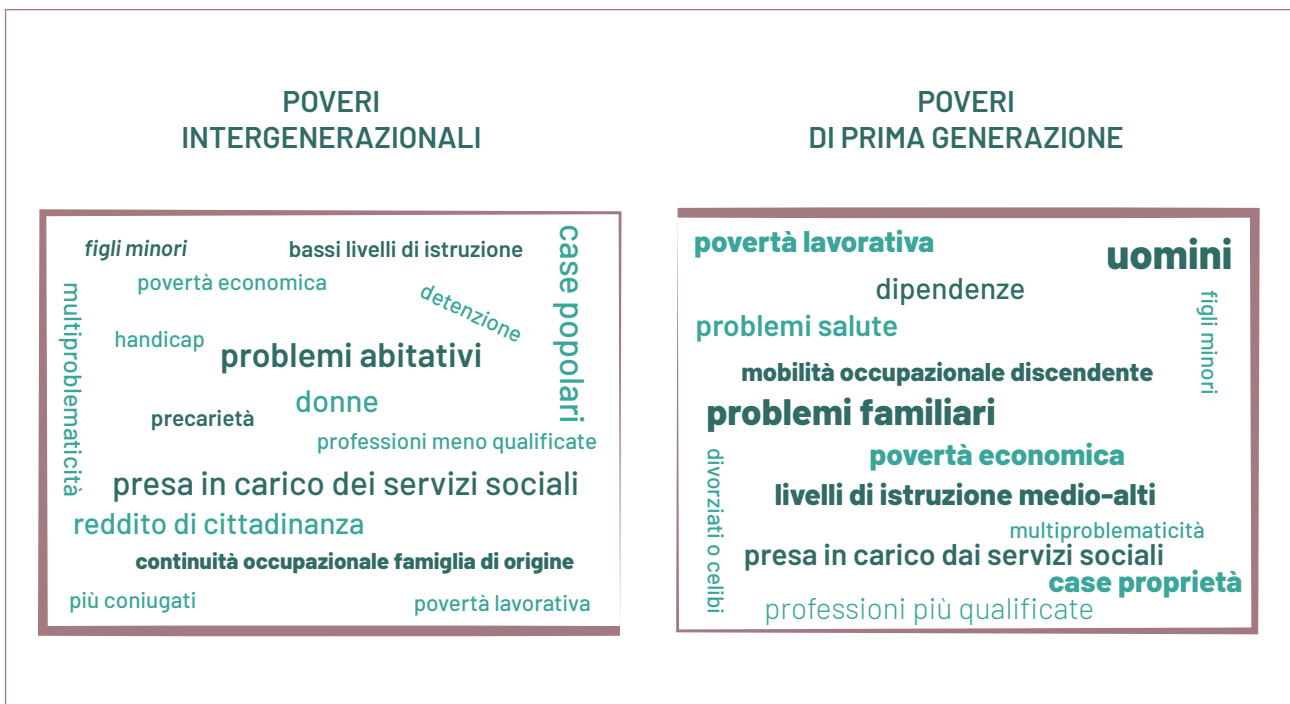 POVERI
INTERGENERAZIONALI
figli minori
bassi livelli di istruzione
case popolari
povertà economica
detenzione
multiproblematicità
handicap
problemi abitativi
donne
precarietà
professioni meno qualificate
presa in carico dei servizi sociali
reddito di cittadinanza
continuità occupazionale famiglia di origine
più coniugati
povertà lavorativa
POVERI
DI PRIMA GENERAZIONE
povertà lavorativa
uomini
dipendenze
figli minori
problemi salute
mobilità occupazionale discendente
problemi familiari
povertà economica
divorziati o celibi
livelli di istruzione medio-alti
multiproblematicità
presa in carico dai servizi sociali
case proprietà
professioni più qualificate